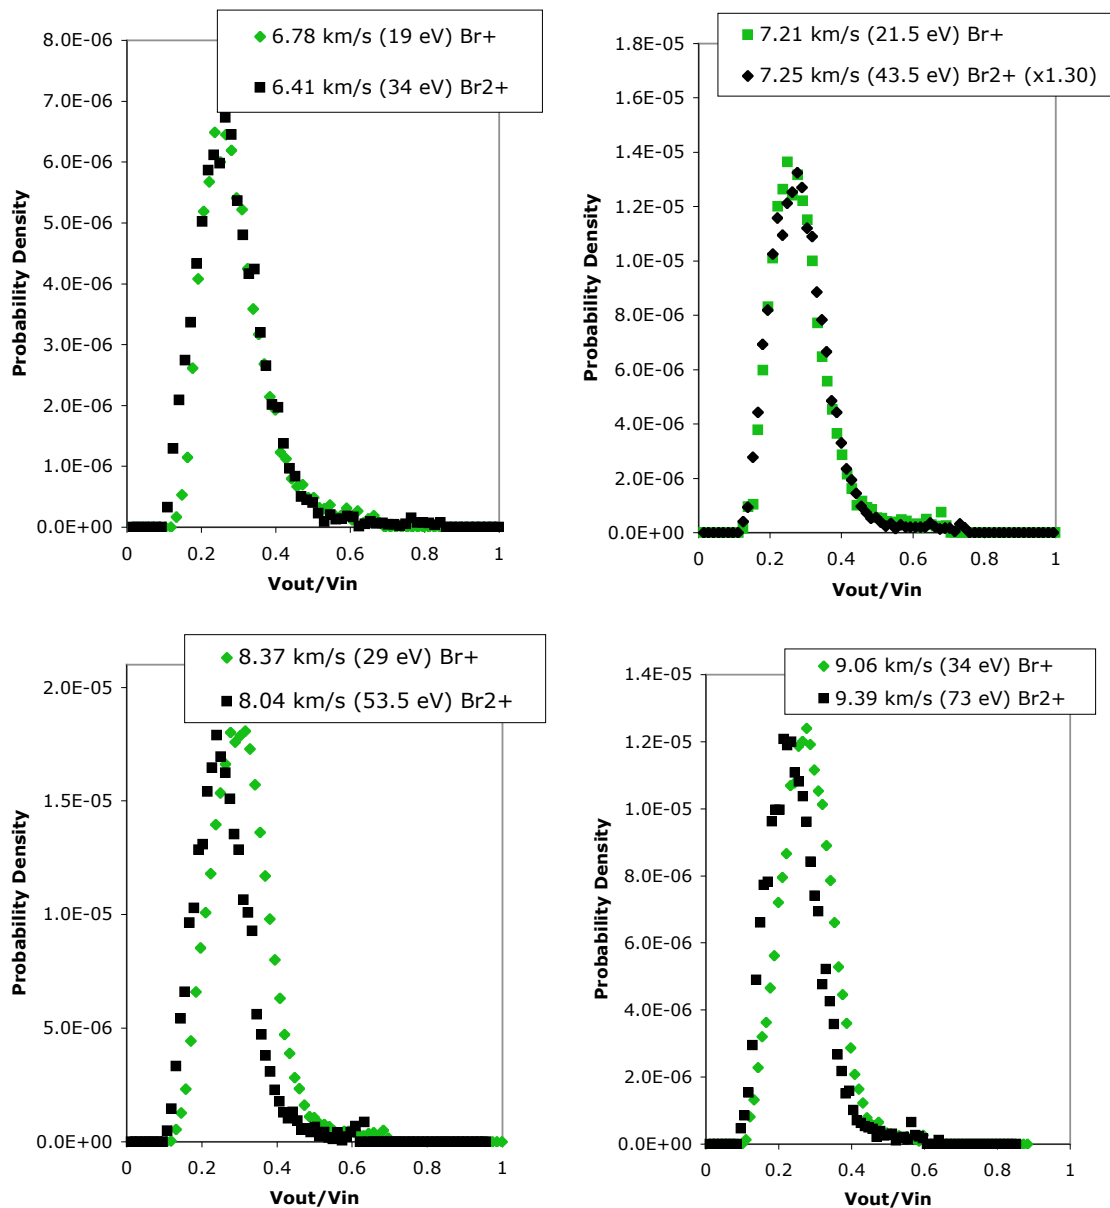 6.78 km/s (19 eV) Br+
6.41 km/s (34 eV) Br2+
8.0E-06
7.0E-06
6.0E-06
5.0E-06
4.0E-06
3.0E-06
2.0E-06
1.0E-06
0.0E+00
Probability Density
0
0.2
0.4
0.6
0.8
1
Vout/Vin
7.21 km/s (21.5 eV) Br+
7.25 km/s (43.5 eV) Br2+ (x1.30)
1.8E-05
1.6E-05
1.4E-05
1.2E-05
1.0E-05
8.0E-06
6.0E-06
4.0E-06
2.0E-06
0.0E+00
Probability Density
0
0.2
0.4
0.6
0.8
1
Vout/Vin
8.37 km/s (29 eV) Br+
8.04 km/s (53.5 eV) Br2+
2.0E-05
1.5E-05
1.0E-05
5.0E-06
0.0E+00
Probability Density
0
0.2
0.4
0.6
0.8
1
Vout/Vin
9.06 km/s (34 eV) Br+
9.39 km/s (73 eV) Br2+
1.4E-05
1.2E-05
1.0E-05
8.0E-06
6.0E-06
4.0E-06
2.0E-06
0.0E+00
Probability Density
0
0.2
0.4
0.6
0.8
1
Vout/Vin